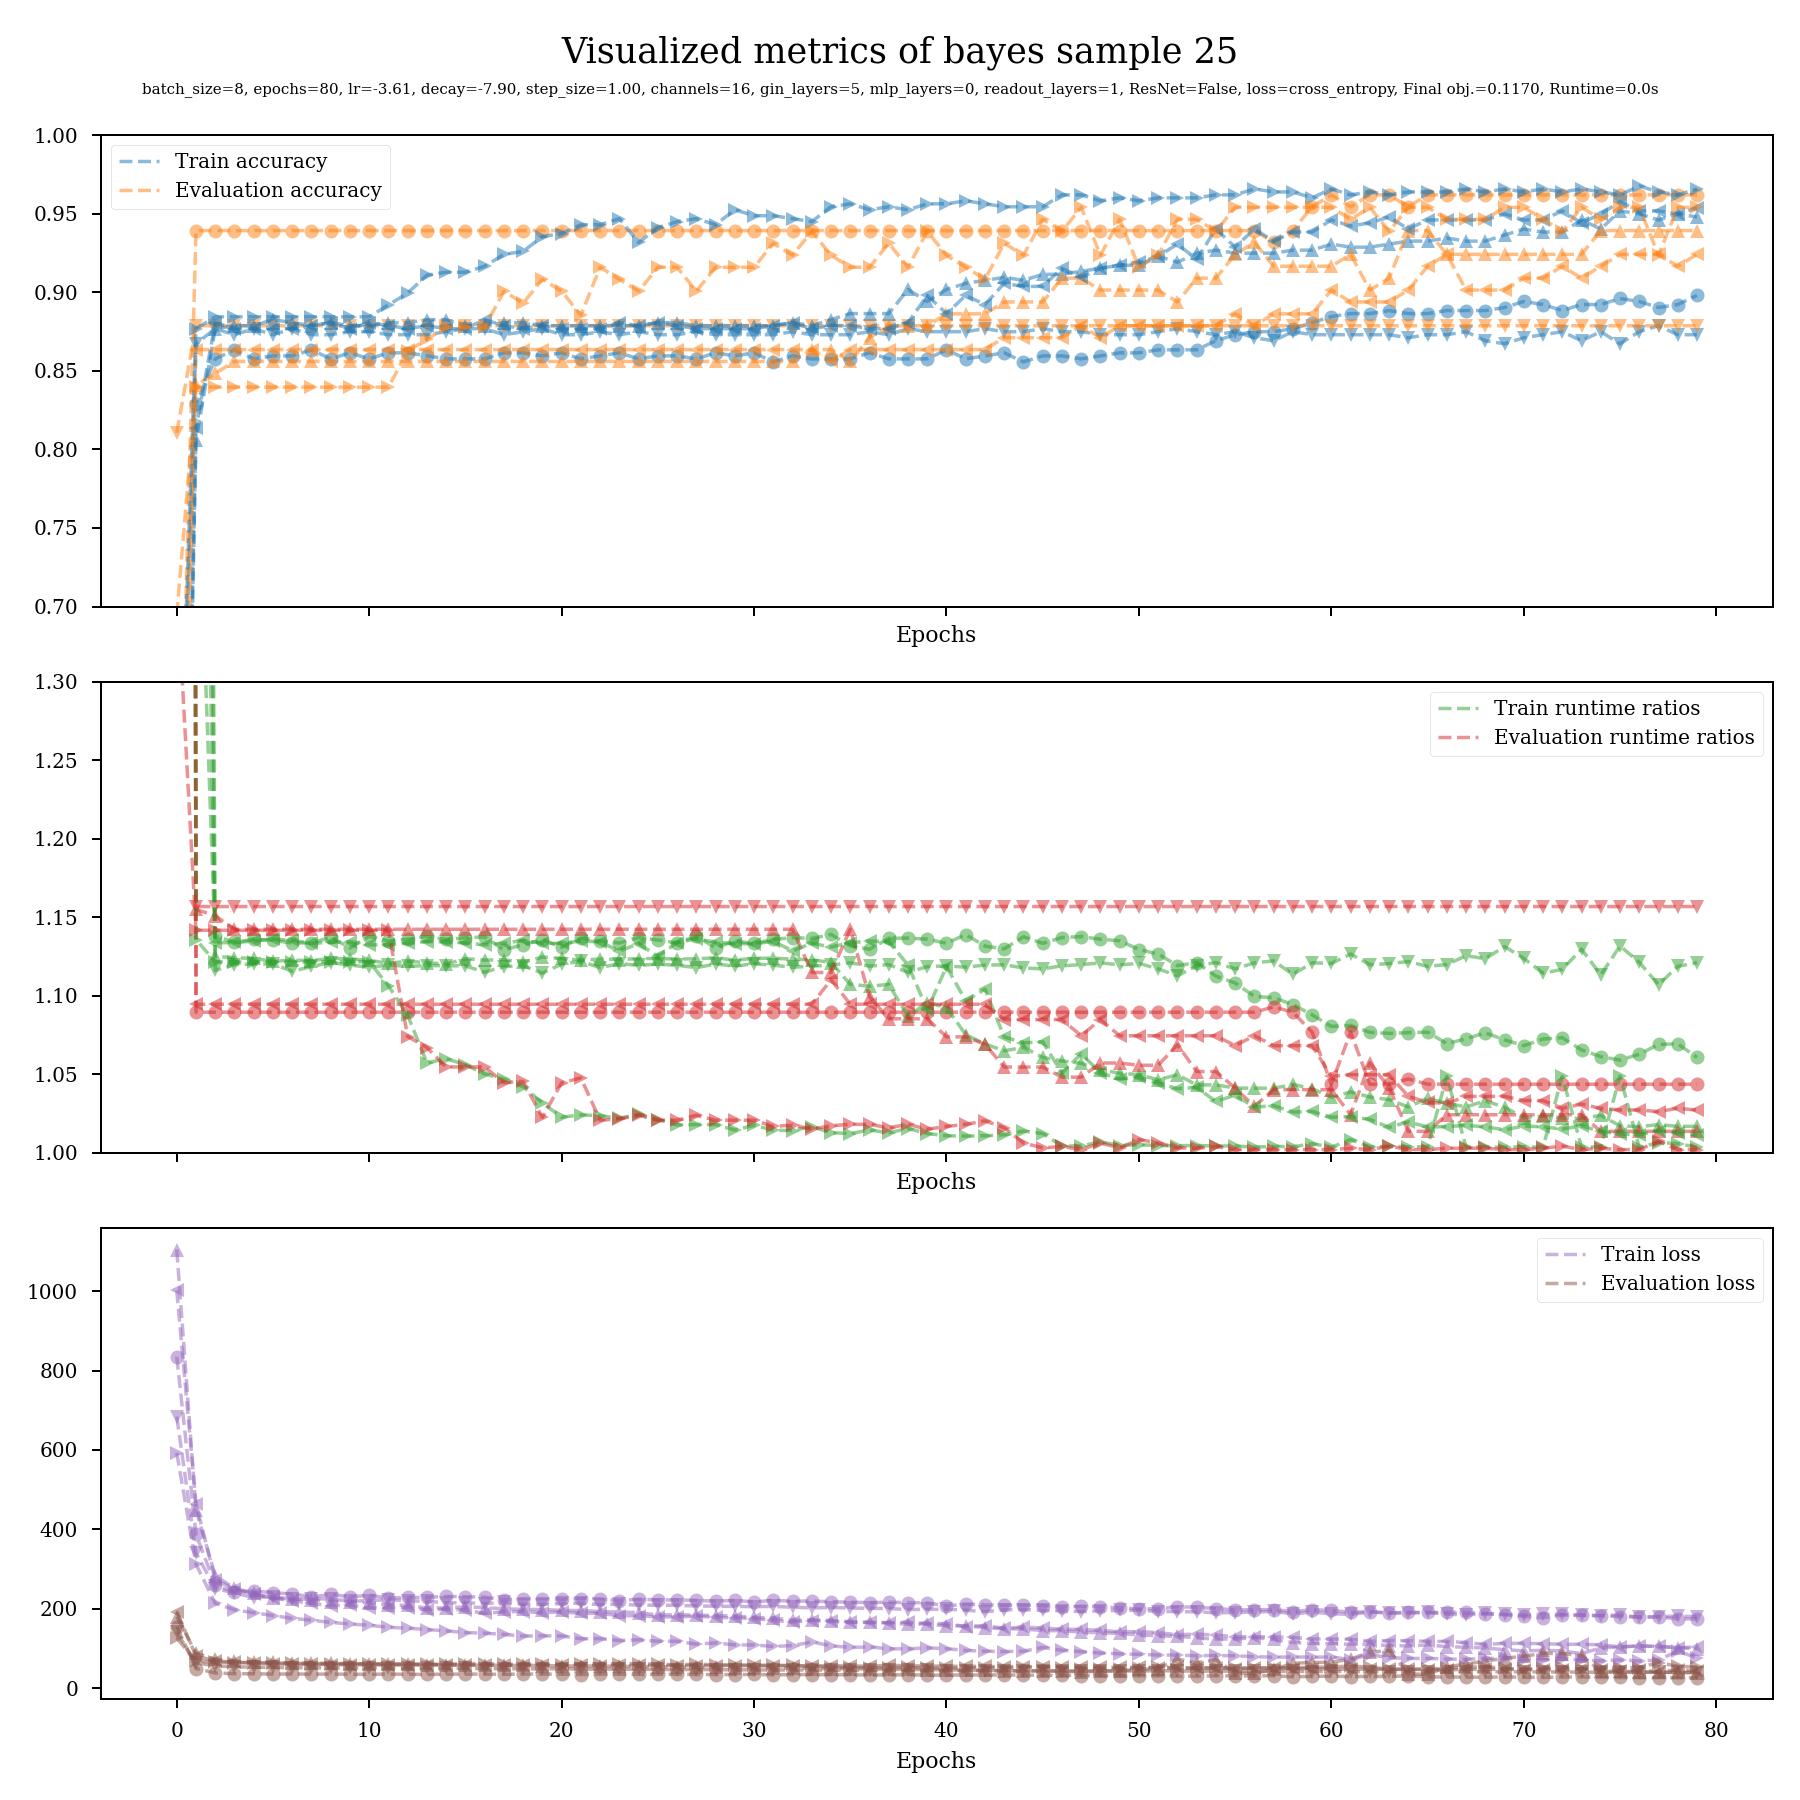 Visualized metrics of bayes sample 25
batch_size=8, epochs=80, lr=-3.61, decay=-7.90, step_size=1.00, channels=16, gin_layers=5, mlp_layers=0, readout_layers=1, ResNet=False, loss=cross_entropy, Final obj.=0.1170, Runtime=0.0s
1.00
0.95
0.90
0.85
0.80
0.75
0.70
Train accuracy
Evaluation accuracy
Epochs
1.30
1.25
1.20
1.15
1.10
1.05
1.00
Train runtime ratios
Evaluation runtime ratios
Epochs
1000
800
600
400
200
0
Train loss
Evaluation loss
0 10 20 30 40 50 60 70 80
Epochs